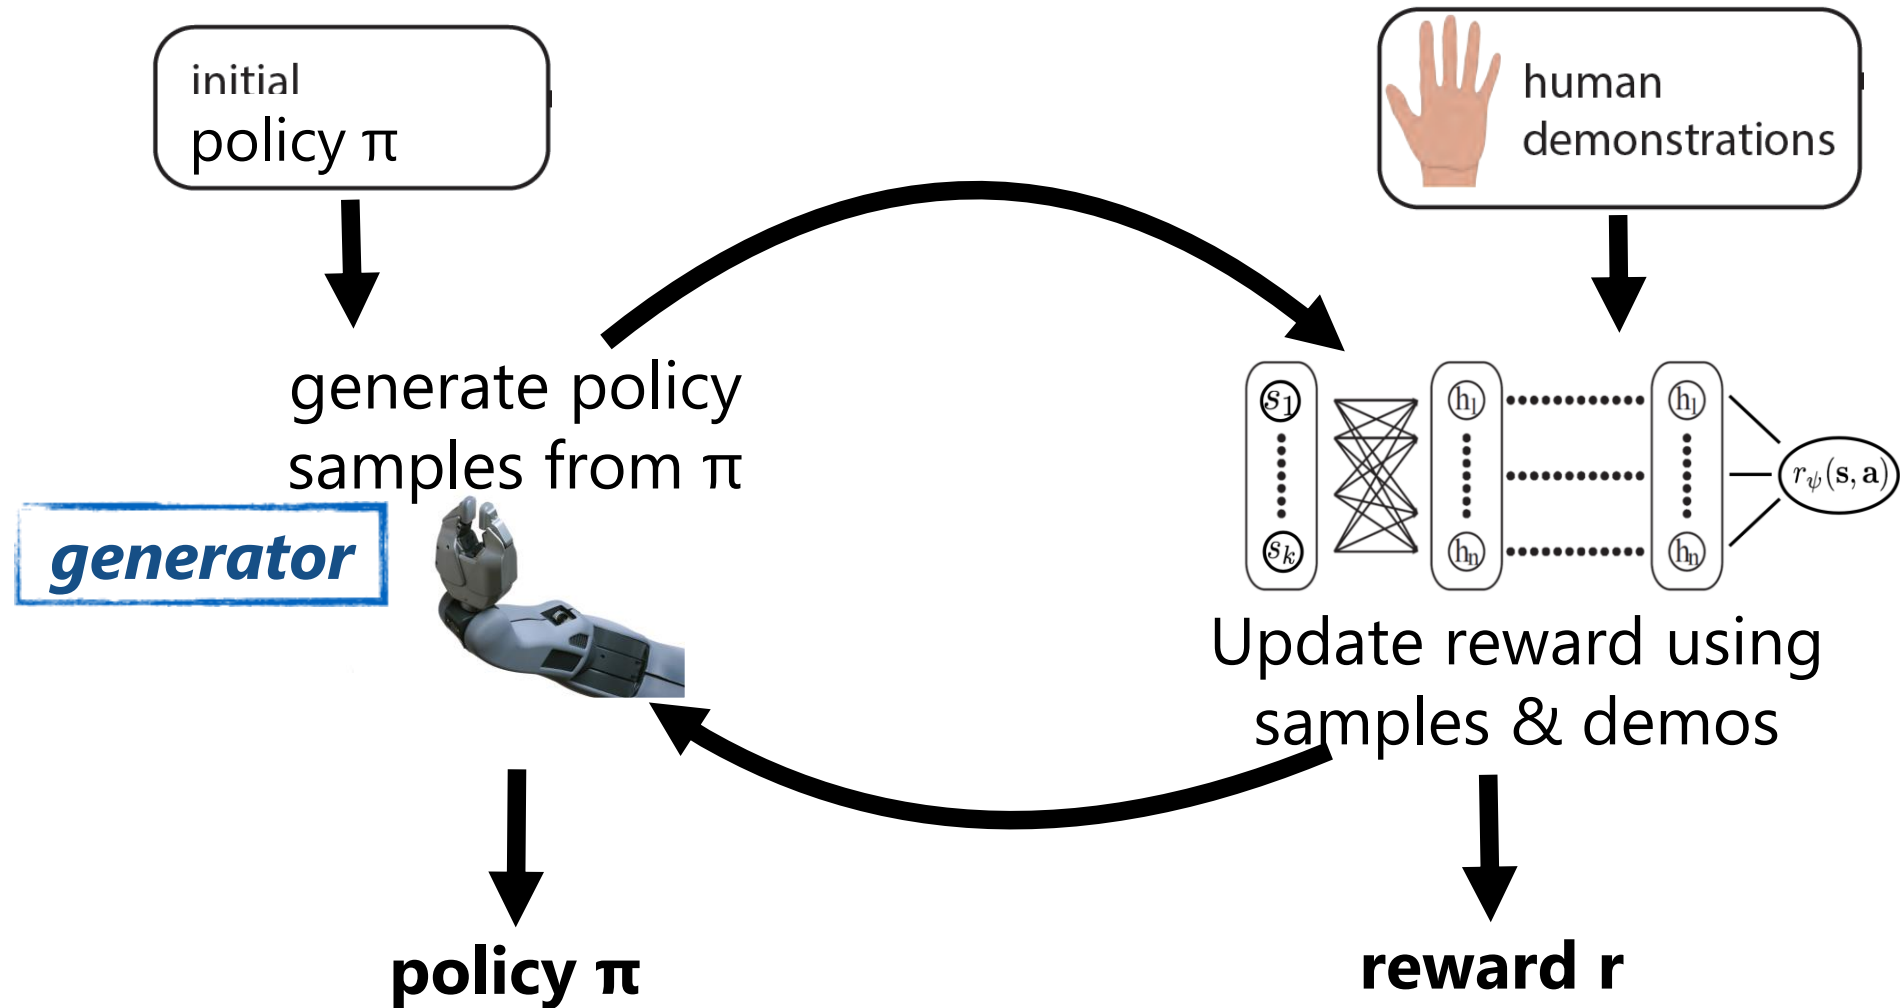 initial
policy π
human
demonstrations
generate policy
samples from π
generator
s₁
sₖ
h₁
hₙ
h₁
hₙ
r_ψ(s, a)
Update reward using
samples & demos
policy π
reward r